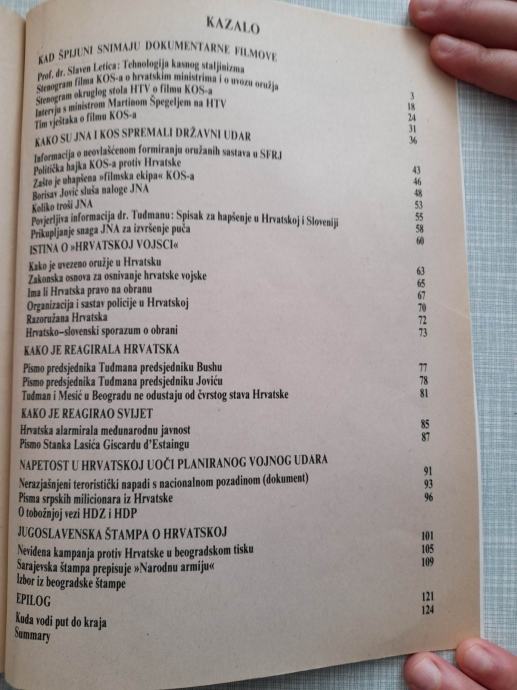 KAZALO
KAD ŠPIJUNI SNIMAJU DOKUMENTARNE FILMOVE
Prof. dr. Slaven Letica: Tehnologija kasnog staljinizma 3
Stenogram filma KOS-a o hrvatskim ministrima i o uvozu oružja 18
Stenogram okruglog stola HTV o filmu KOS-a 24
Intervju s ministrom Martinom Špegeljem na HTV 31
Tim vještaka o filmu KOS-a 36
KAKO SU JNA I KOS SPREMALI DRŽAVNI UDAR
Informacija o neovlašćenom formiranju oružanih sastava u SFRJ 43
Politička hajka KOS-a protiv Hrvatske 46
Zašto je uhapšena »filmska ekipa« KOS-a 48
Borisav Jović sluša naloge JNA 53
Koliko troši JNA 55
Povjerljiva informacija dr. Tuđmanu: Spisak za hapšenje u Hrvatskoj i Sloveniji 58
Prikupljanje snaga JNA za izvršenje puča 60
ISTINA O »HRVATSKOJ VOJSCI«
Kako je uvezeno oružje u Hrvatsku 63
Zakonska osnova za osnivanje hrvatske vojske 65
Ima li Hrvatska pravo na obranu 67
Organizacija i sastav policije u Hrvatskoj 70
Razoružana Hrvatska 72
Hrvatsko–slovenski sporazum o obrani 73
KAKO JE REAGIRALA HRVATSKA
Pismo predsjednika Tuđmana predsjedniku Bushu 77
Pismo predsjednika Tuđmana predsjedniku Joviću 78
Tuđman i Mesić u Beogradu ne odustaju od čvrstog stava Hrvatske 81
KAKO JE REAGIRAO SVIJET
Hrvatska alarmirala međunarodnu javnost 85
Pismo Stanka Lasića Giscardu d'Estaingu 87
NAPETOST U HRVATSKOJ UOČI PLANIRANOG VOJNOG UDARA
Nerazjašnjeni teroristički napadi s nacionalnom pozadinom (dokument) 91
Pisma srpskih milicionara iz Hrvatske 93
O tobožnjoj vezi HDZ i HDP 96
JUGOSLAVENSKA ŠTAMPA O HRVATSKOJ
Neviđena kampanja protiv Hrvatske u beogradskom tisku 101
Sarajevska štampa prepisuje »Narodnu armiju« 105
Izbor iz beogradske štampe 109
EPILOG
Kuda vodi put do kraja 121
Summary 124